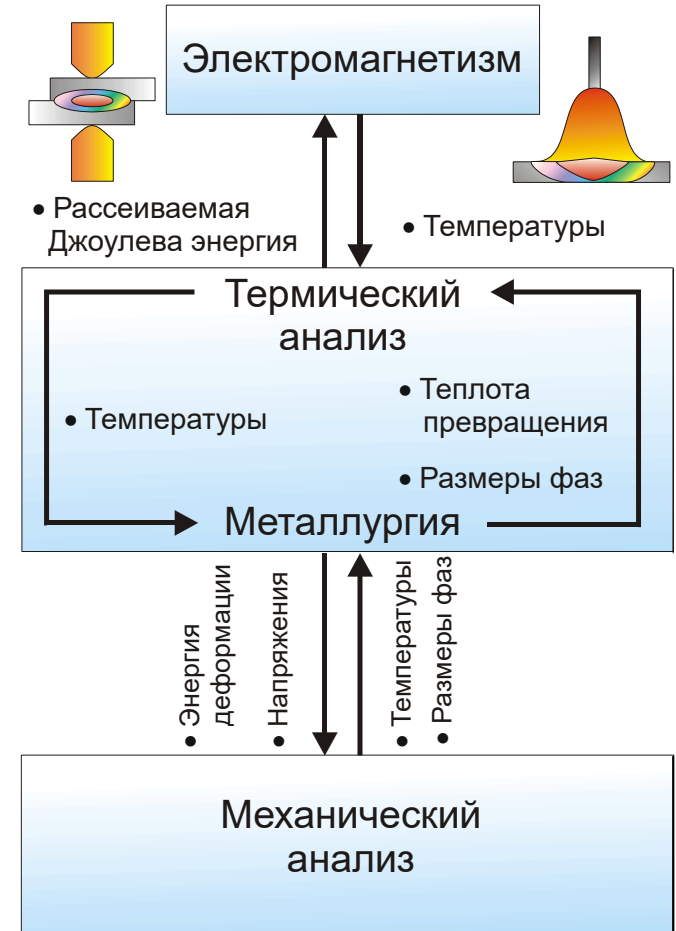 Электромагнетизм
• Рассеиваемая
Джоулева энергия
• Температуры
Термический
анализ
• Температуры
• Теплота
превращения
• Размеры фаз
Металлургия
• Энергия
деформации
• Напряжения
• Температуры
• Размеры фаз
Механический
анализ